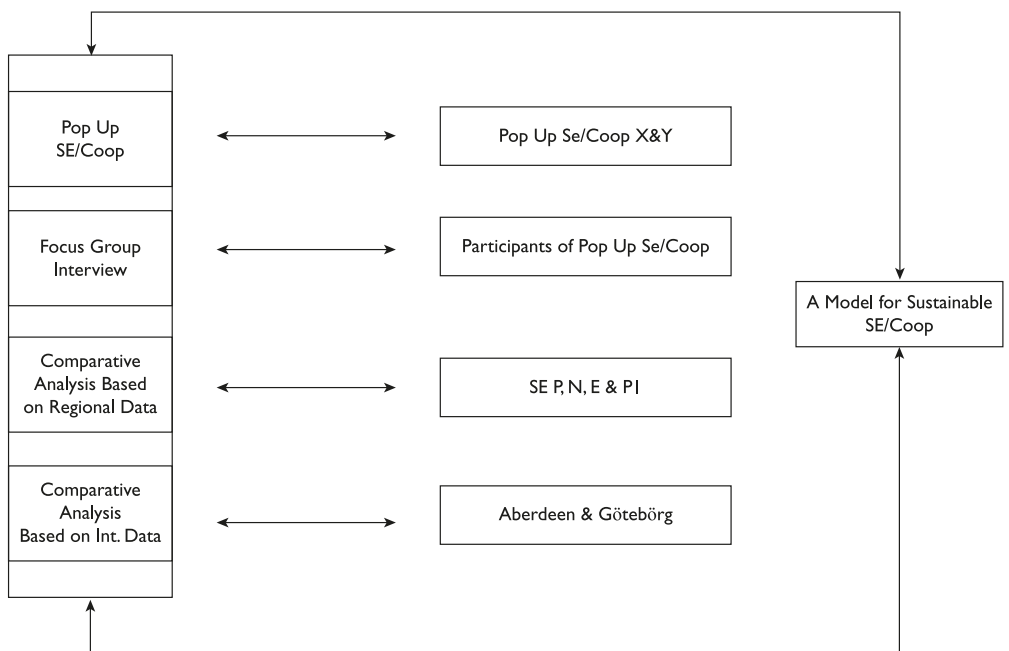 Pop Up
SE/Coop
Pop Up Se/Coop X&Y
Focus Group
Interview
Participants of Pop Up Se/Coop
A Model for Sustainable
SE/Coop
Comparative
Analysis Based
on Regional Data
SE P, N, E & PI
Comparative
Analysis
Based on Int. Data
Aberdeen & Götebörg